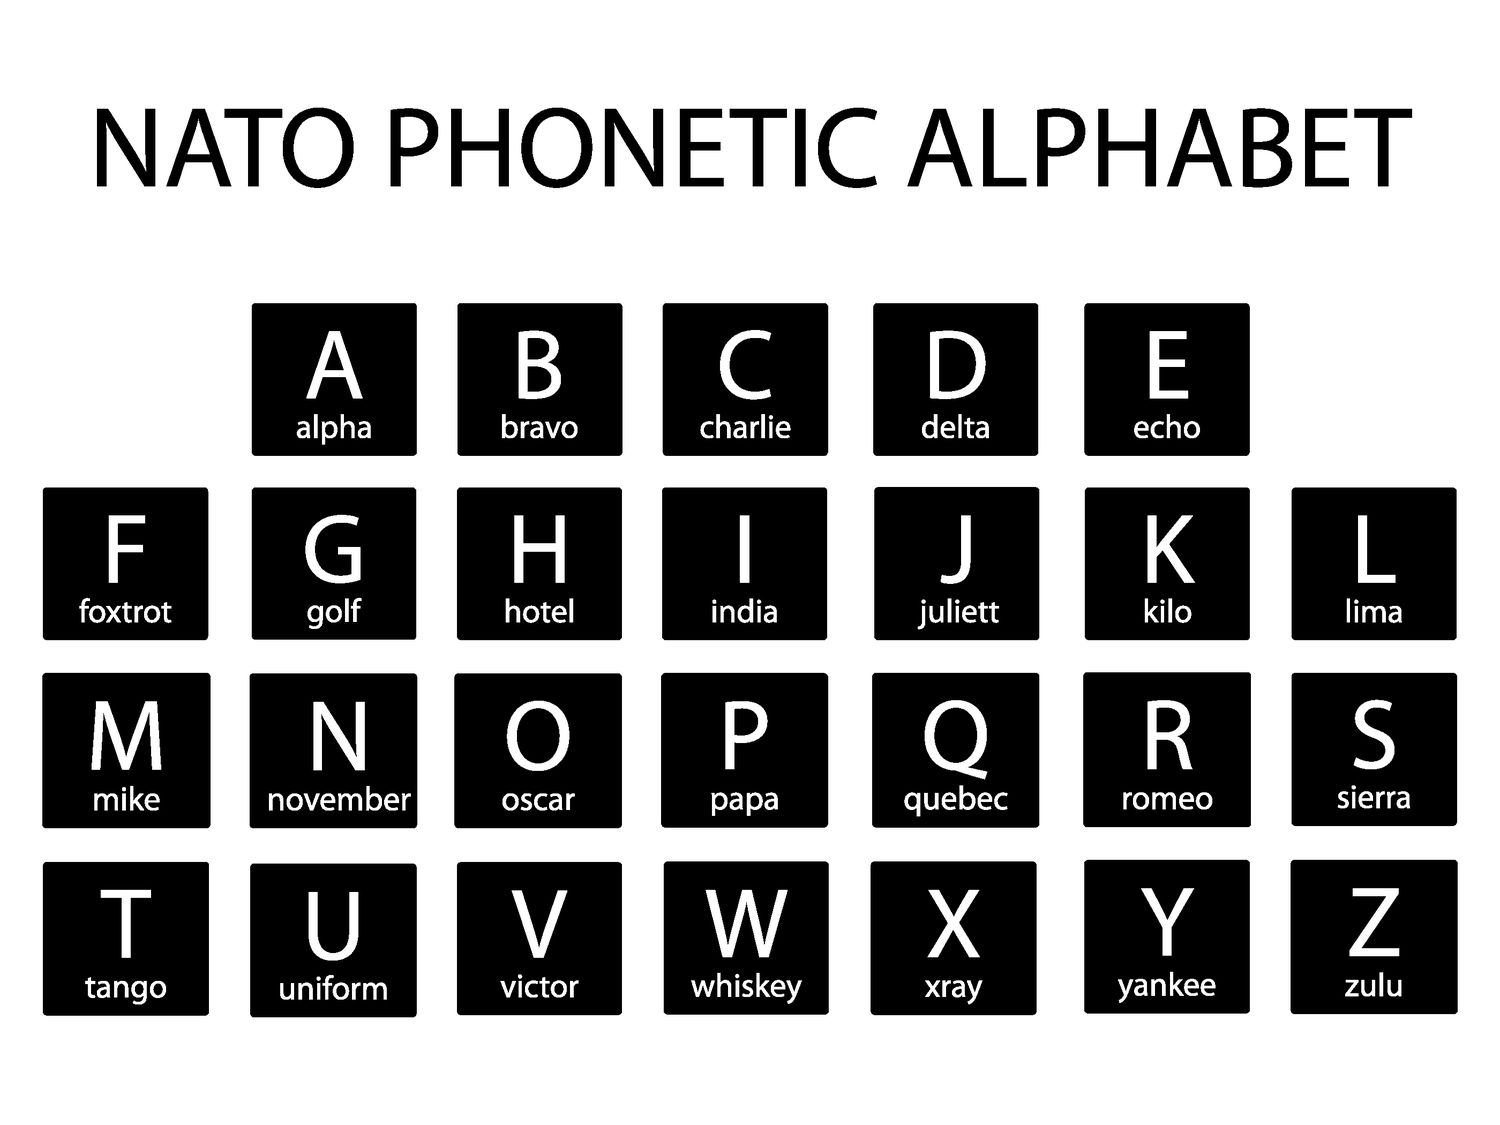 NATO PHONETIC ALPHABET
A B C D E
alpha bravo charlie delta echo
F G H I J K L
foxtrot golf hotel india juliett kilo lima
M N O P Q R S
mike november oscar papa quebec romeo sierra
T U V W X Y Z
tango uniform victor whiskey xray yankee zulu